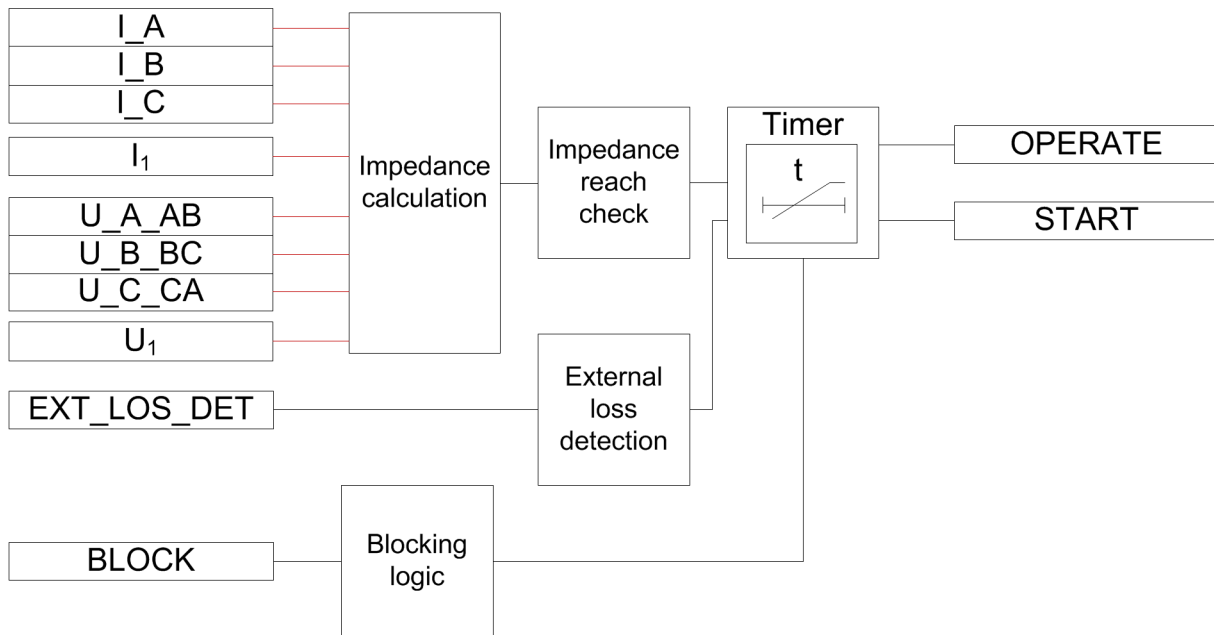 I_A
I_B
I_C
I₁
U_A_AB
U_B_BC
U_C_CA
U₁
EXT_LOS_DET
BLOCK
Impedance
calculation
Impedance
reach
check
External
loss
detection
Blocking
logic
Timer
t
OPERATE
START